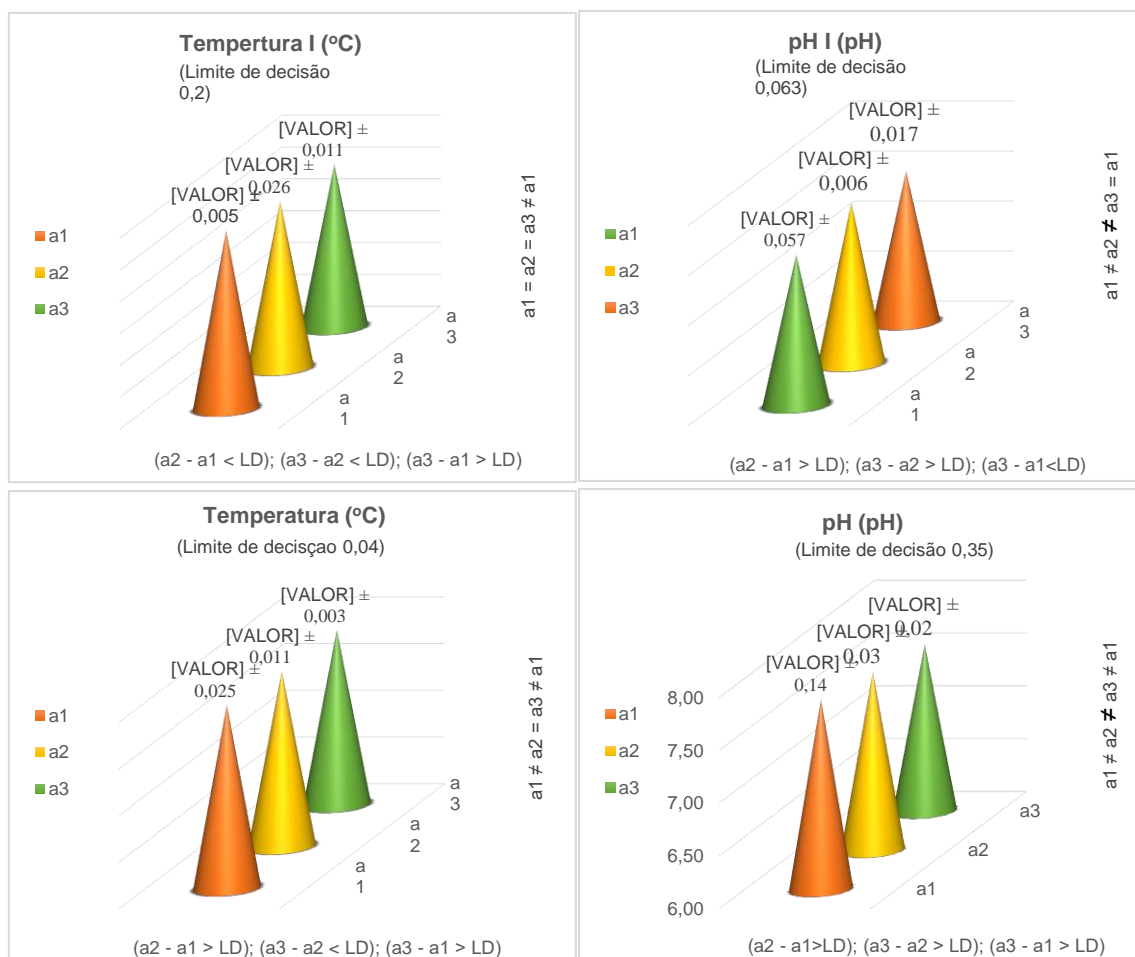 Tempertura I (ºC)
(Limite de decisão
0,2)
[VALOR] ±
0,011
[VALOR] ±
0,026
[VALOR] ±
0,005
a1
a2
a3
a
3
a
2
a
1
a1 = a2 = a3 ≠ a1
(a2 - a1 < LD); (a3 - a2 < LD); (a3 - a1 > LD)
pH I (pH)
(Limite de decisão
0,063)
[VALOR] ±
0,017
[VALOR] ±
0,006
[VALOR] ±
0,057
a1
a2
a3
a
3
a
2
a
1
a1 ≠ a2 ≠ a3 = a1
(a2 - a1 > LD); (a3 - a2 > LD); (a3 - a1<LD)
Temperatura (ºC)
(Limite de decisçao 0,04)
[VALOR] ±
0,003
[VALOR] ±
0,011
[VALOR] ±
0,025
a1
a2
a3
a
3
a
2
a
1
a1 ≠ a2 = a3 ≠ a1
(a2 - a1 > LD); (a3 - a2 < LD); (a3 - a1 > LD)
pH (pH)
(Limite de decisão 0,35)
[VALOR] ±
0,02
[VALOR] ±
0,03
[VALOR] ±
0,14
8,00
7,50
7,00
6,50
6,00
a1
a2
a3
a3
a2
a1
a1 ≠ a2 ≠ a3 ≠ a1
(a2 - a1>LD); (a3 - a2 > LD); (a3 - a1 > LD)